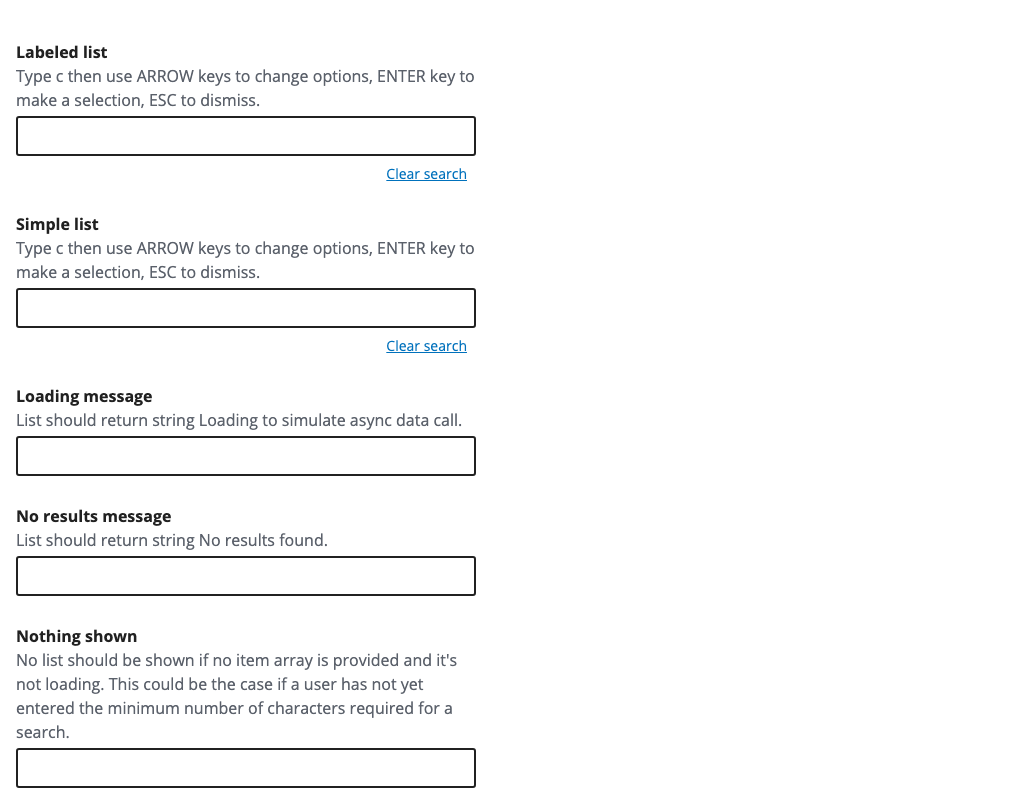 Labeled list
Type c then use ARROW keys to change options, ENTER key to
make a selection, ESC to dismiss.
Clear search
Simple list
Type c then use ARROW keys to change options, ENTER key to
make a selection, ESC to dismiss.
Clear search
Loading message
List should return string Loading to simulate async data call.
No results message
List should return string No results found.
Nothing shown
No list should be shown if no item array is provided and it's
not loading. This could be the case if a user has not yet
entered the minimum number of characters required for a
search.